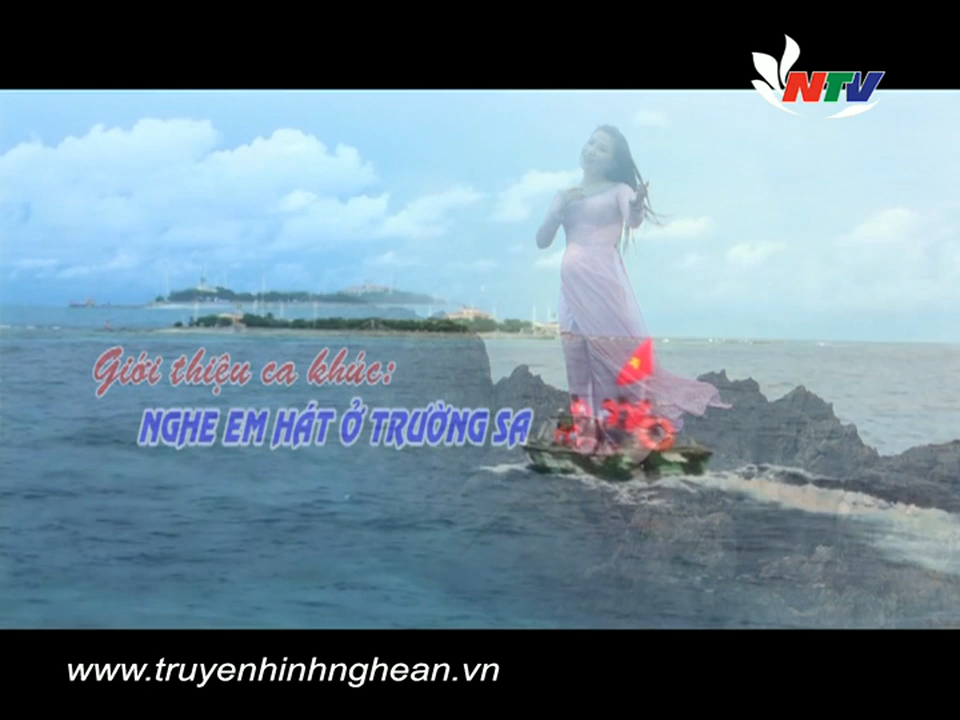 NTV
Giới thiệu ca khúc:
NGHE EM HÁT Ở TRƯỜNG SA
www.truyenhinhnghean.vn